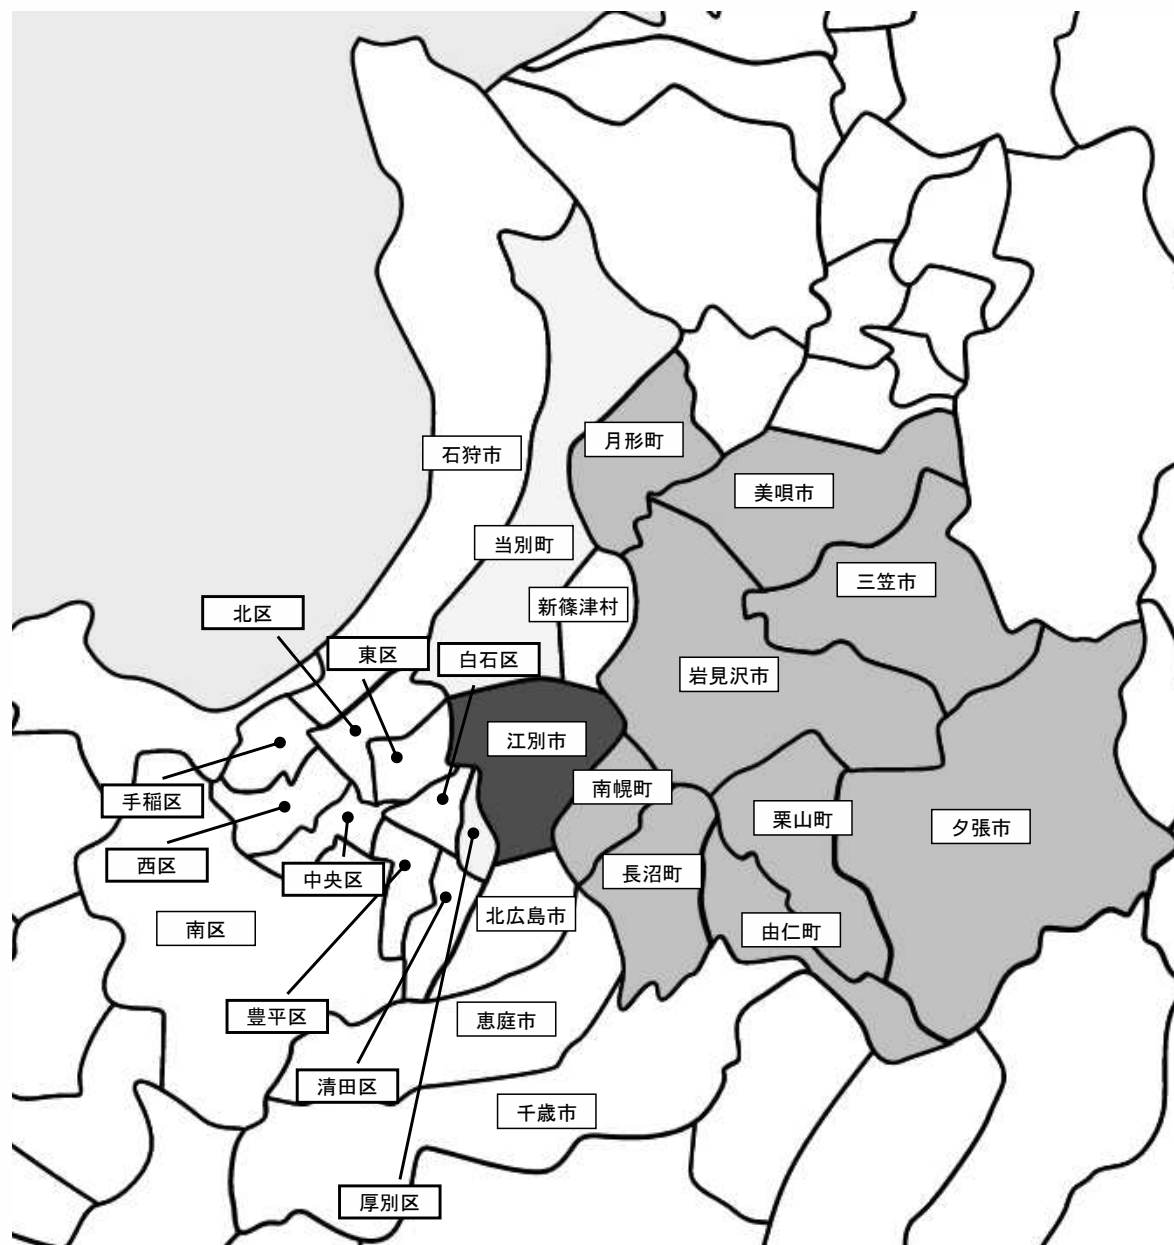 月形町
石狩市
美唄市
当別町
三笠市
新篠津村
北区
東区
白石区
岩見沢市
江別市
南幌町
手稲区
栗山町
夕張市
西区
中央区
長沼町
南区
北広島市
由仁町
豊平区
恵庭市
清田区
千歳市
厚別区